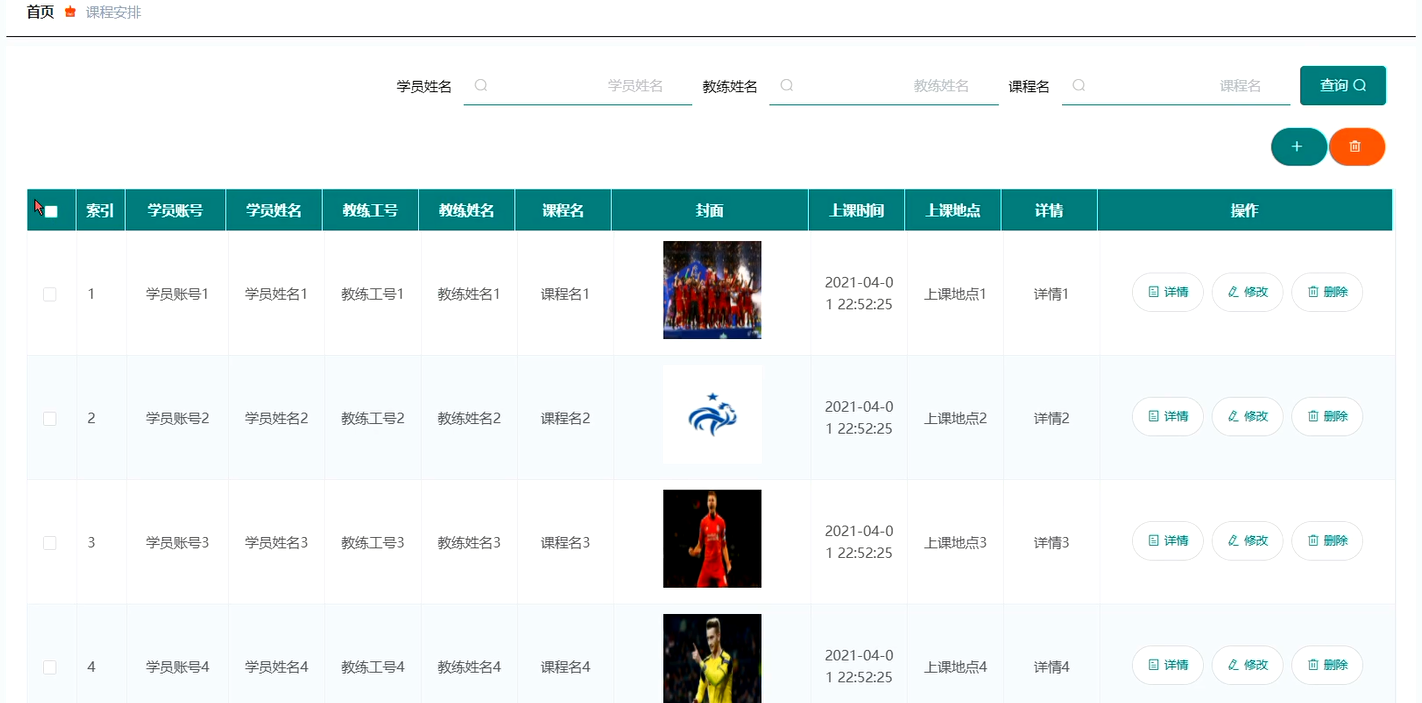 首页 课程安排
学员姓名 学员姓名 教练姓名 教练姓名 课程名 课程名 查询
索引 学员账号 学员姓名 教练工号 教练姓名 课程名 封面 上课时间 上课地点 详情 操作
1 学员账号1 学员姓名1 教练工号1 教练姓名1 课程名1 2021-04-0 上课地点1 详情1 详情 修改 删除
1 22:52:25
2 学员账号2 学员姓名2 教练工号2 教练姓名2 课程名2 2021-04-0 上课地点2 详情2 详情 修改 删除
1 22:52:25
3 学员账号3 学员姓名3 教练工号3 教练姓名3 课程名3 2021-04-0 上课地点3 详情3 详情 修改 删除
1 22:52:25
4 学员账号4 学员姓名4 教练工号4 教练姓名4 课程名4 2021-04-0 上课地点4 详情4 详情 修改 删除
1 22:52:25